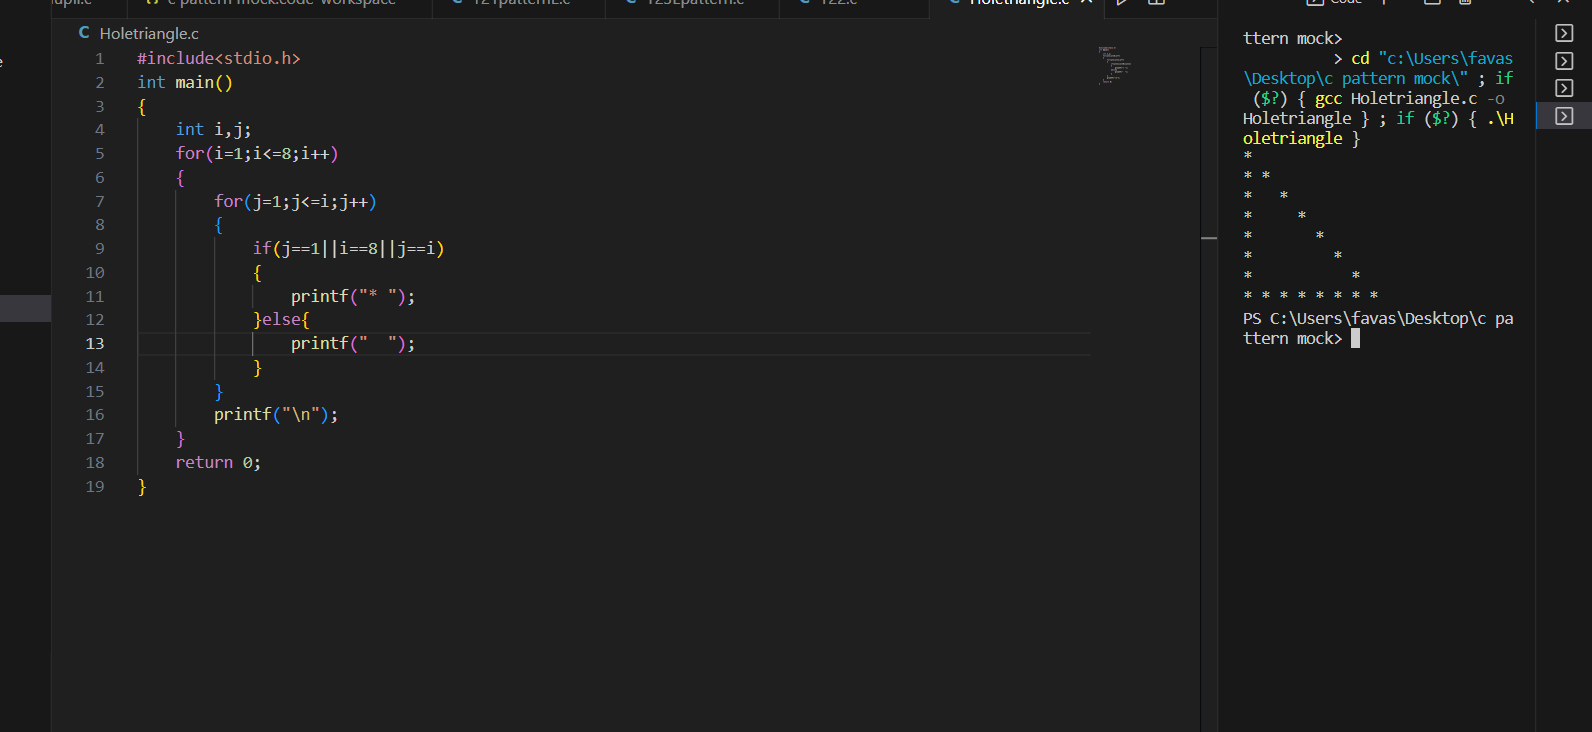 Holetriangle.c
Code
Holetriangle.c
1 #include<stdio.h>
2 int main()
3 {
4     int i,j;
5     for(i=1;i<=8;i++)
6     {
7         for(j=1;j<=i;j++)
8         {
9             if(j==1||i==8||j==i)
10             {
11                 printf("* ");
12             }else{
13                 printf("  ");
14             }
15         }
16         printf("\n");
17     }
18     return 0;
19 }
ttern mock>
          > cd "c:\Users\favas
\Desktop\c pattern mock\" ; if
 ($?) { gcc Holetriangle.c -o
Holetriangle } ; if ($?) { .\H
oletriangle }
*
* *
*   *
*     *
*       *
*         *
*           *
* * * * * * * *
PS C:\Users\favas\Desktop\c pa
ttern mock>